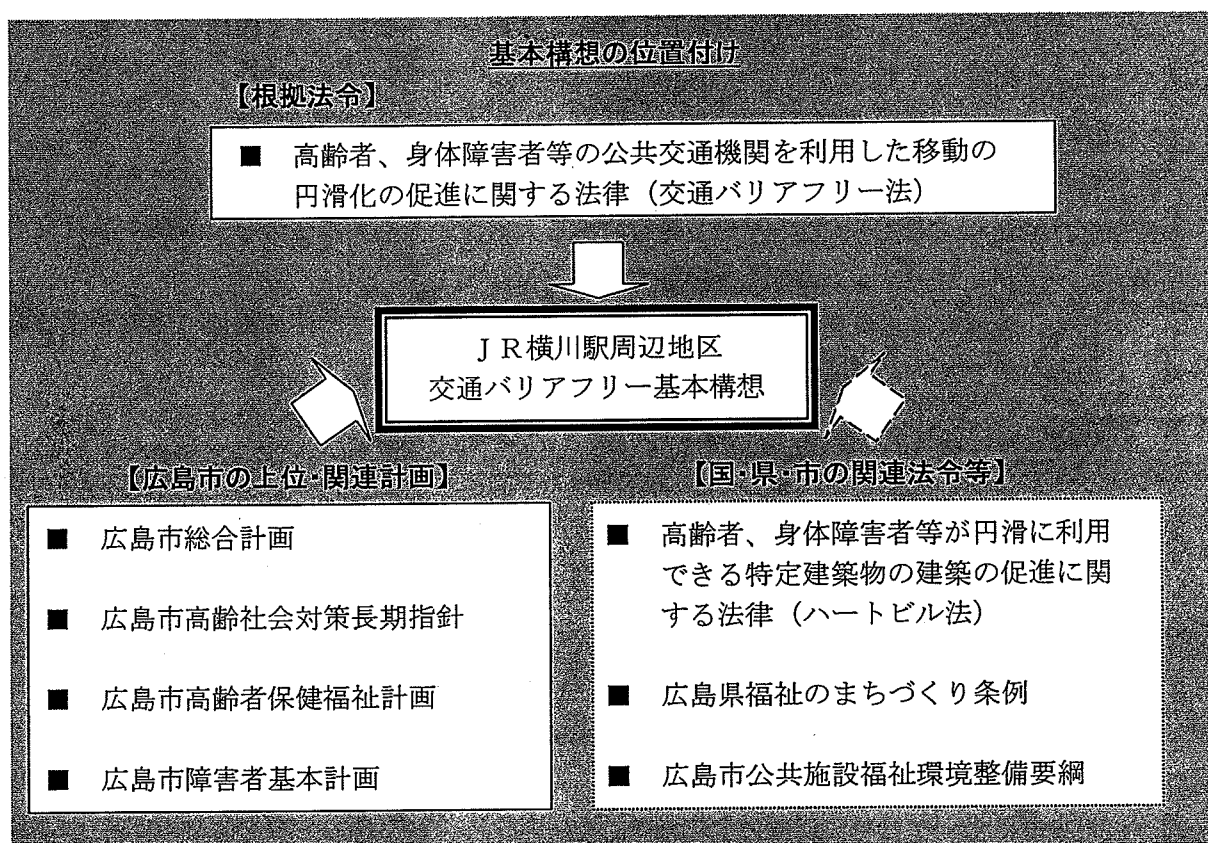 基本構想の位置付け
【根拠法令】
■ 高齢者、身体障害者等の公共交通機関を利用した移動の
円滑化の促進に関する法律（交通バリアフリー法）
ＪＲ横川駅周辺地区
交通バリアフリー基本構想
【広島市の上位・関連計画】
■ 広島市総合計画
■ 広島市高齢社会対策長期指針
■ 広島市高齢者保健福祉計画
■ 広島市障害者基本計画
【国・県・市の関連法令等】
■ 高齢者、身体障害者等が円滑に利用
できる特定建築物の建築の促進に関
する法律（ハートビル法）
■ 広島県福祉のまちづくり条例
■ 広島市公共施設福祉環境整備要綱